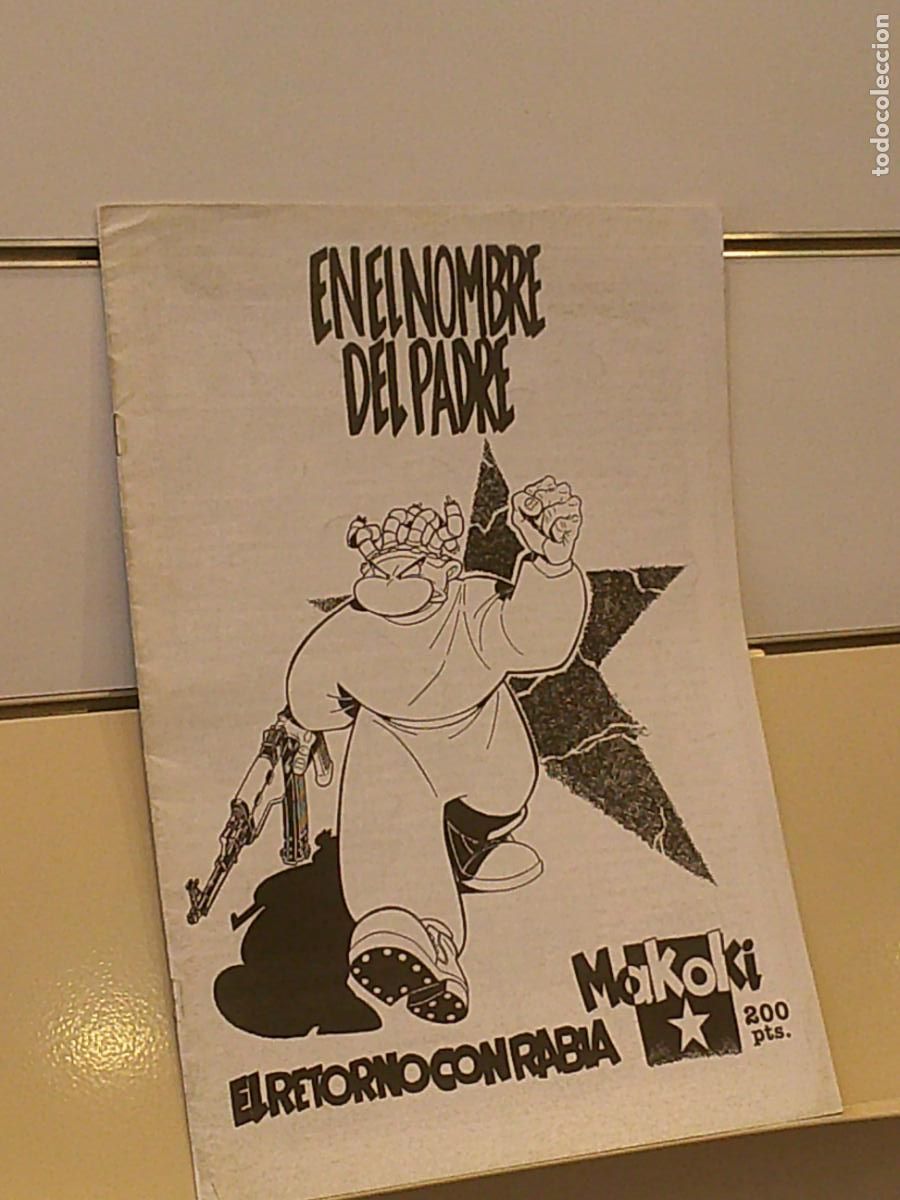 todocoleccion
EN EL NOMBRE
DEL PADRE
Makoki
200
pts.
EL RETORNO CON RABIA